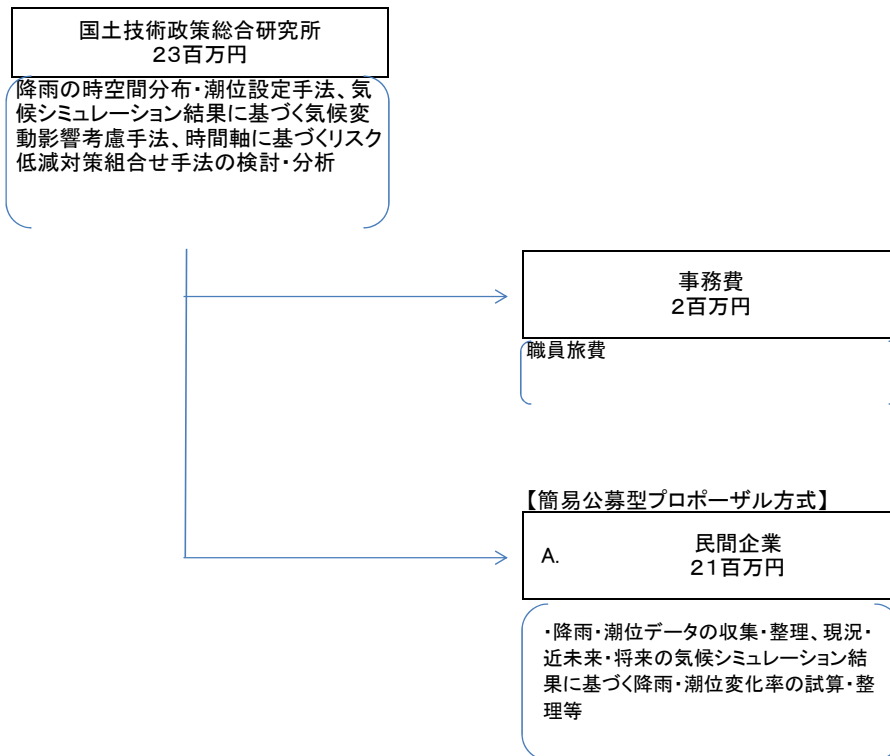 国土技術政策総合研究所
23百万円
降雨の時空間分布・潮位設定手法、気
候シミュレーション結果に基づく気候変
動影響考慮手法、時間軸に基づくリスク
低減対策組合せ手法の検討・分析
事務費
2百万円
職員旅費
【簡易公募型プロポーザル方式】
A. 民間企業
21百万円
・降雨・潮位データの収集・整理、現況・
近未来・将来の気候シミュレーション結
果に基づく降雨・潮位変化率の試算・整
理等